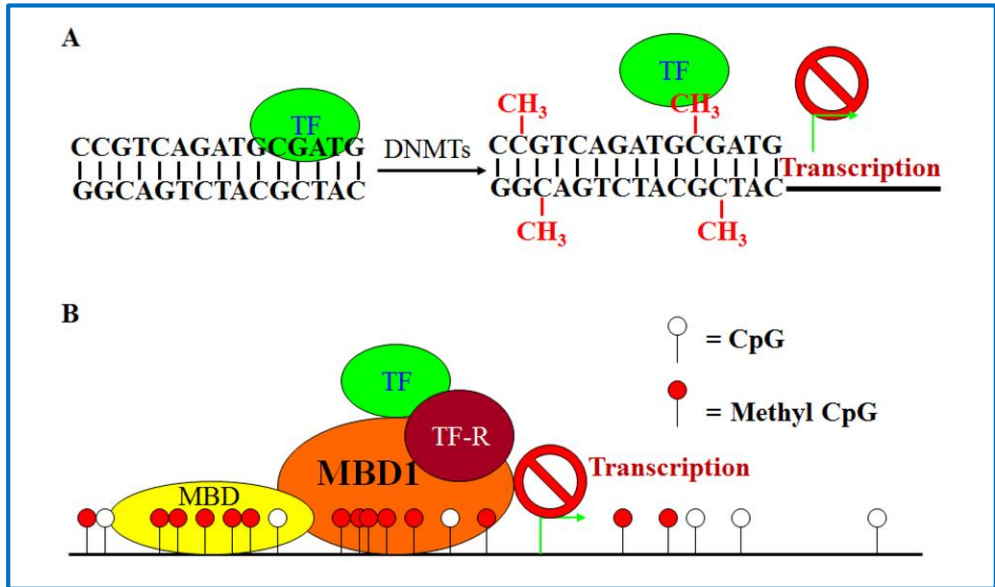 A
TF
CCGTCAGATGCGATG
GGCAGTCTACGCTAC
DNMTs
TF
CH₃ CH₃
CCGTCAGATGCGATG
GGCAGTCTACGCTAC
CH₃ CH₃
Transcription
B
TF
TF-R
MBD1
MBD
Transcription
= CpG
= Methyl CpG